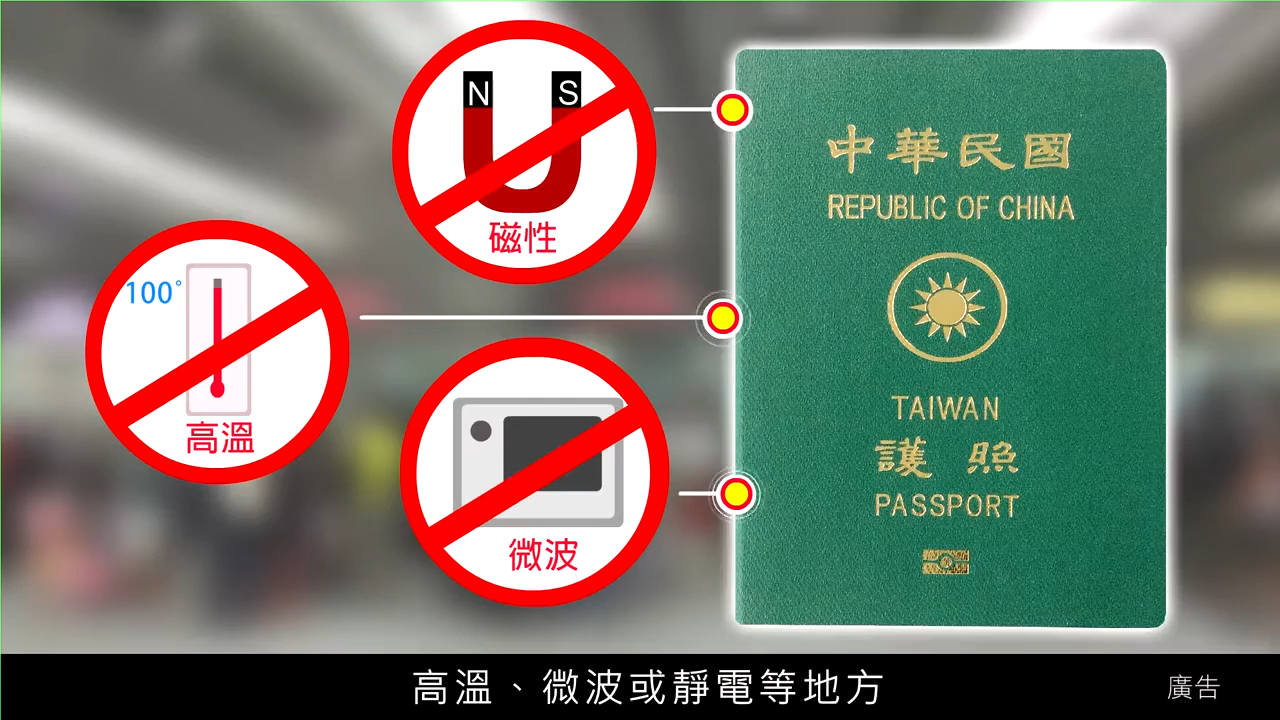 N S
磁性
100°
高溫
微波
中華民國
REPUBLIC OF CHINA
TAIWAN
護照
PASSPORT
高溫、微波或靜電等地方
廣告